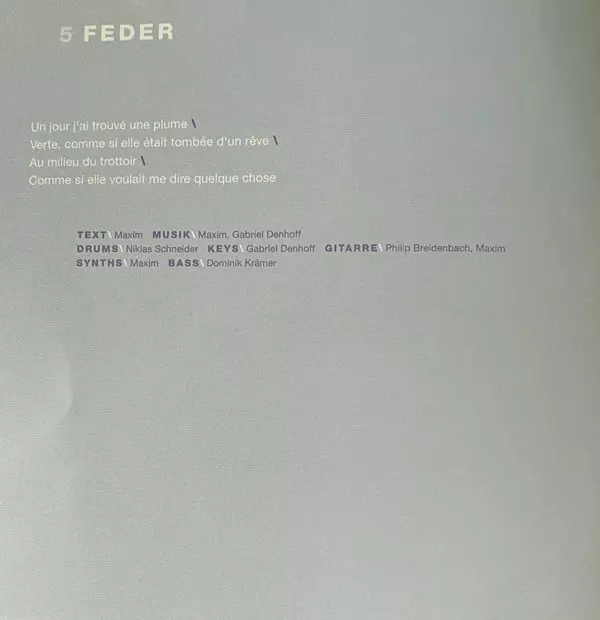 5 FEDER
Un jour j'ai trouvé une plume \
Verte, comme si elle était tombée d'un rêve \
Au milieu du trottoir \
Comme si elle voulait me dire quelque chose
TEXT \ Maxim MUSIK \ Maxim, Gabriel Denhoff
DRUMS \ Niklas Schneider KEYS \ Gabriel Denhoff GITARRE \ Philip Breidenbach, Maxim
SYNTHS \ Maxim BASS \ Dominik Krämer